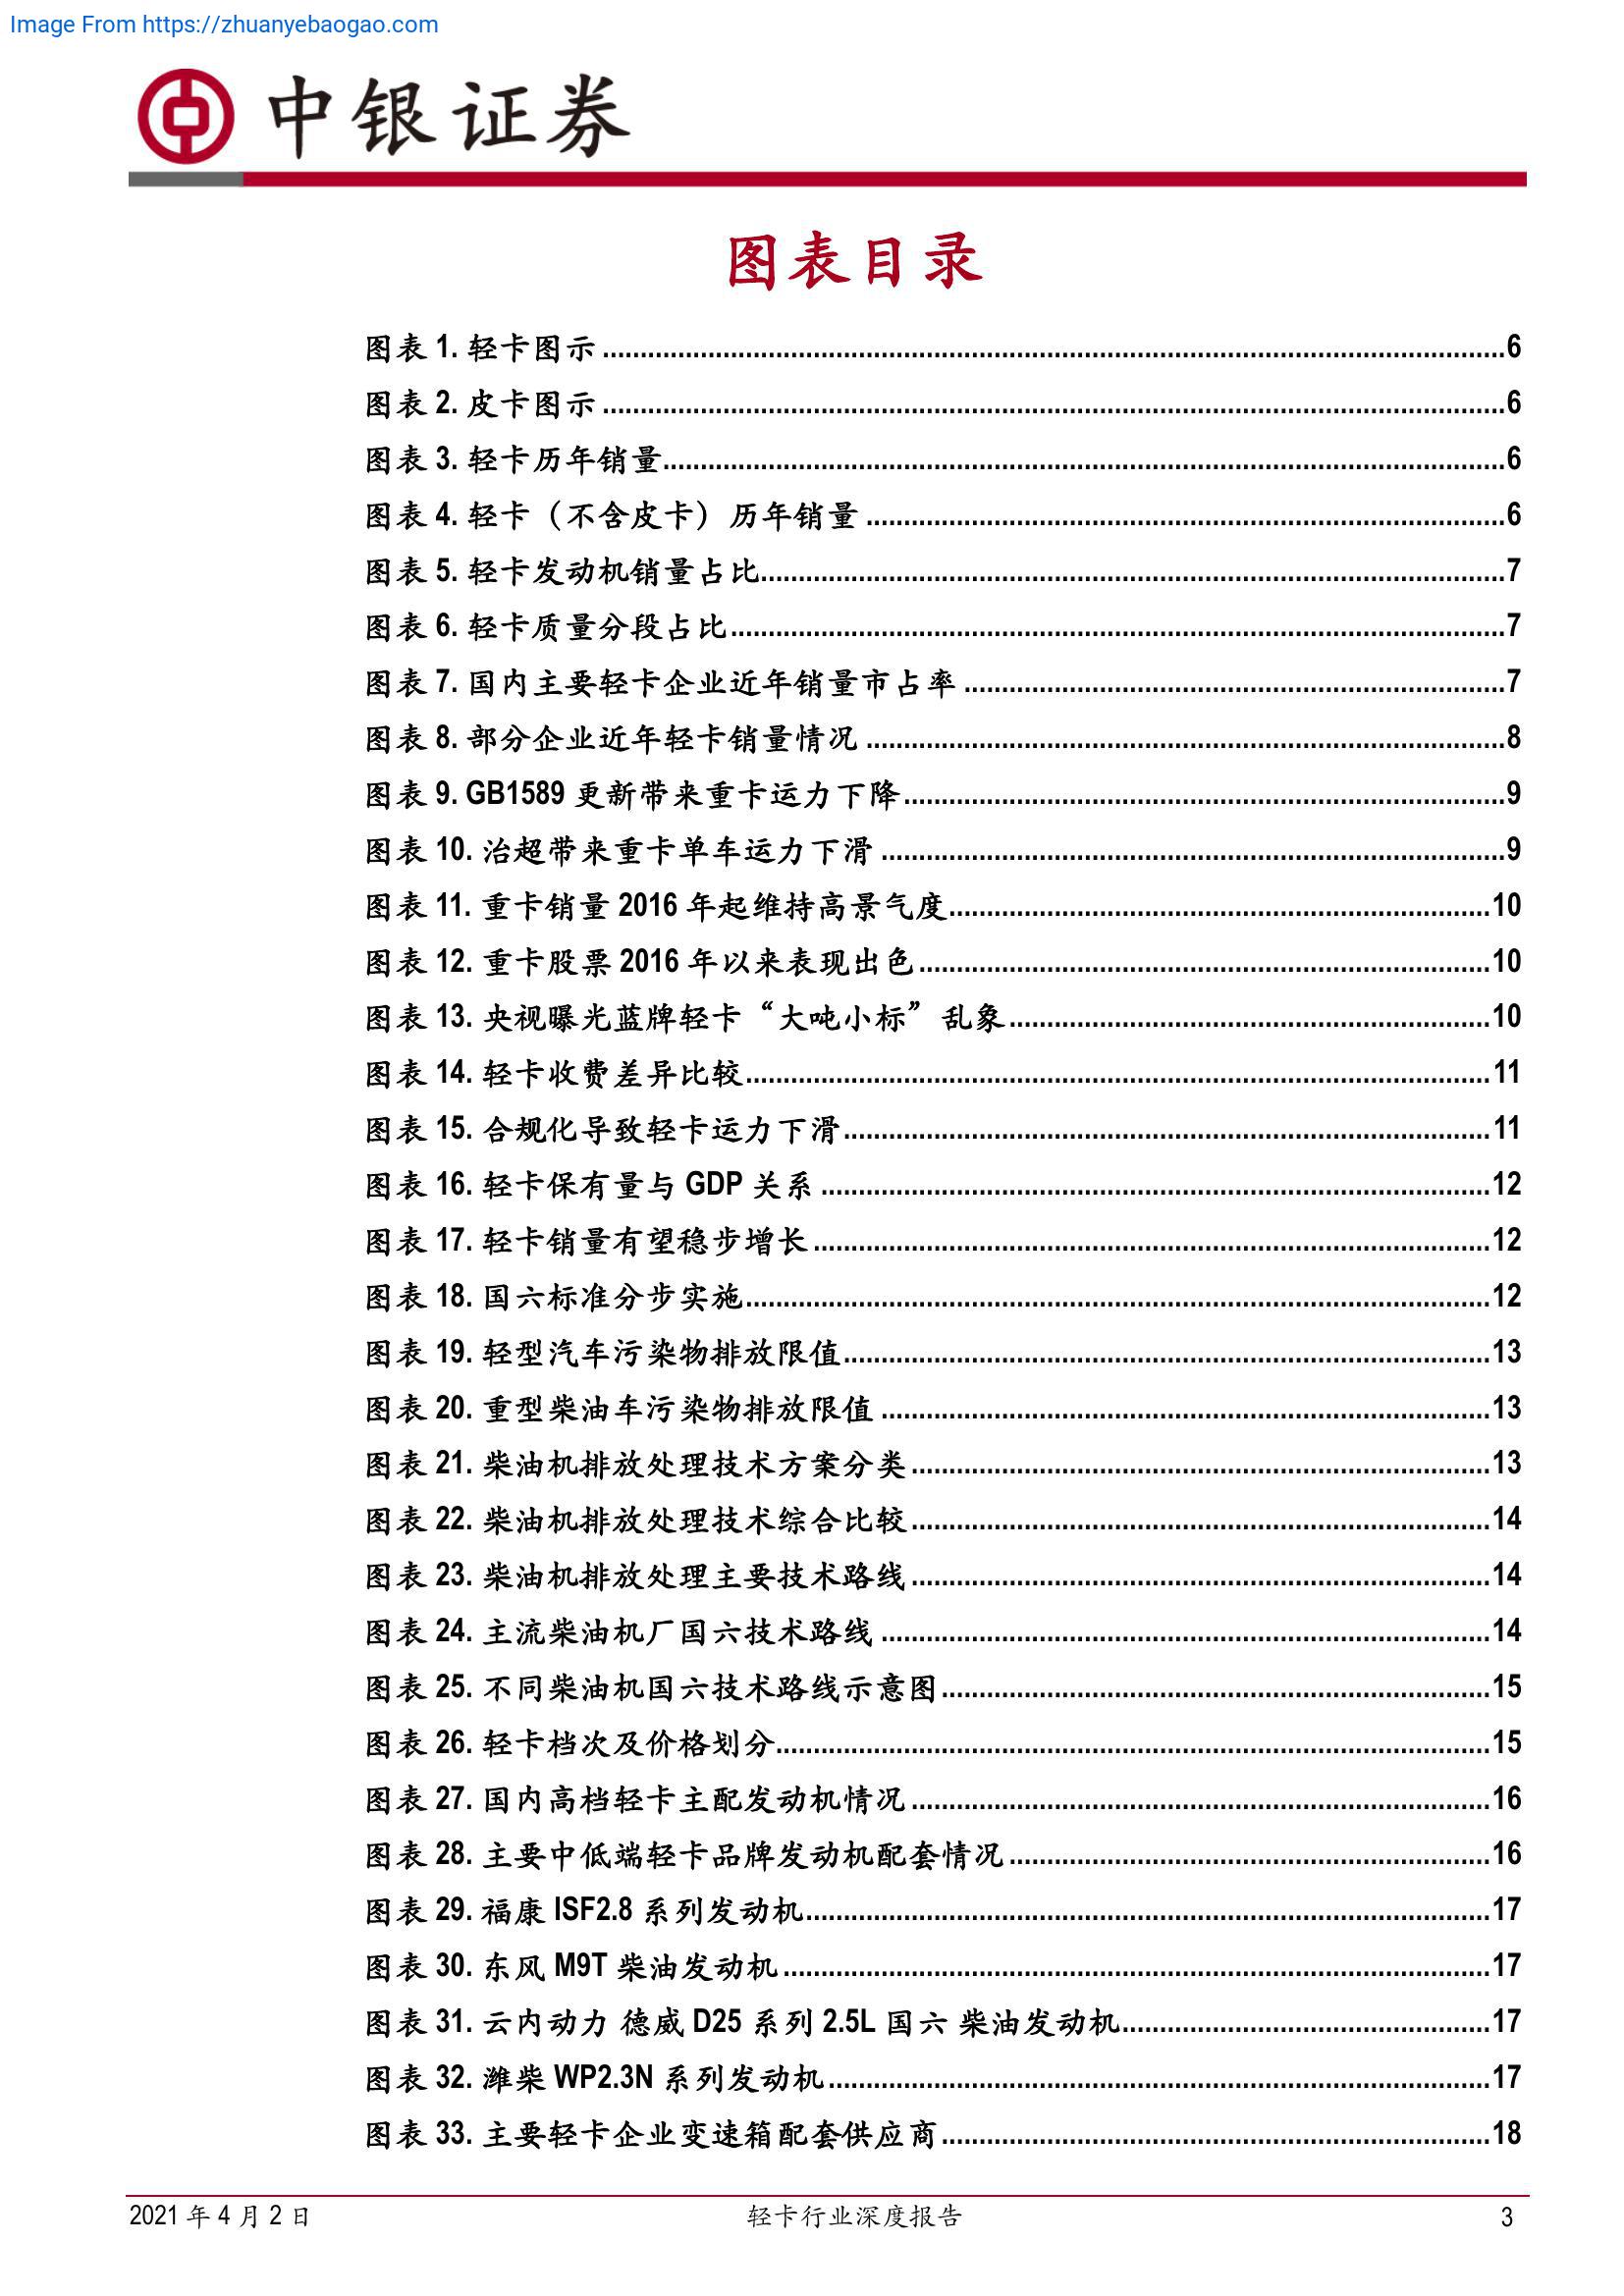 Image From https://zhuanyebaogao.com
中银证券
图表目录
图表 1. 轻卡图示 ........................................................6
图表 2. 皮卡图示 ........................................................6
图表 3. 轻卡历年销量........................................................6
图表 4. 轻卡（不含皮卡）历年销量 ........................................................6
图表 5. 轻卡发动机销量占比........................................................7
图表 6. 轻卡质量分段占比........................................................7
图表 7. 国内主要轻卡企业近年销量市占率 ........................................................7
图表 8. 部分企业近年轻卡销量情况 ........................................................8
图表 9. GB1589 更新带来重卡运力下降........................................................9
图表 10. 治超带来重卡单车运力下滑 ........................................................9
图表 11. 重卡销量 2016 年起维持高景气度........................................................10
图表 12. 重卡股票 2016 年以来表现出色........................................................10
图表 13. 央视曝光蓝牌轻卡“大吨小标”乱象........................................................10
图表 14. 轻卡收费差异比较........................................................11
图表 15. 合规化导致轻卡运力下滑........................................................11
图表 16. 轻卡保有量与 GDP 关系 ........................................................12
图表 17. 轻卡销量有望稳步增长 ........................................................12
图表 18. 国六标准分步实施........................................................12
图表 19. 轻型汽车污染物排放限值........................................................13
图表 20. 重型柴油车污染物排放限值 ........................................................13
图表 21. 柴油机排放处理技术方案分类........................................................13
图表 22. 柴油机排放处理技术综合比较........................................................14
图表 23. 柴油机排放处理主要技术路线........................................................14
图表 24. 主流柴油机厂国六技术路线 ........................................................14
图表 25. 不同柴油机国六技术路线示意图........................................................15
图表 26. 轻卡档次及价格划分........................................................15
图表 27. 国内高档轻卡主配发动机情况........................................................16
图表 28. 主要中低端轻卡品牌发动机配套情况........................................................16
图表 29. 福康 ISF2.8 系列发动机........................................................17
图表 30. 东风 M9T 柴油发动机........................................................17
图表 31. 云内动力 德威 D25 系列 2.5L 国六 柴油发动机........................................................17
图表 32. 潍柴 WP2.3N 系列发动机........................................................17
图表 33. 主要轻卡企业变速箱配套供应商........................................................18
2021 年 4 月 2 日 轻卡行业深度报告 3